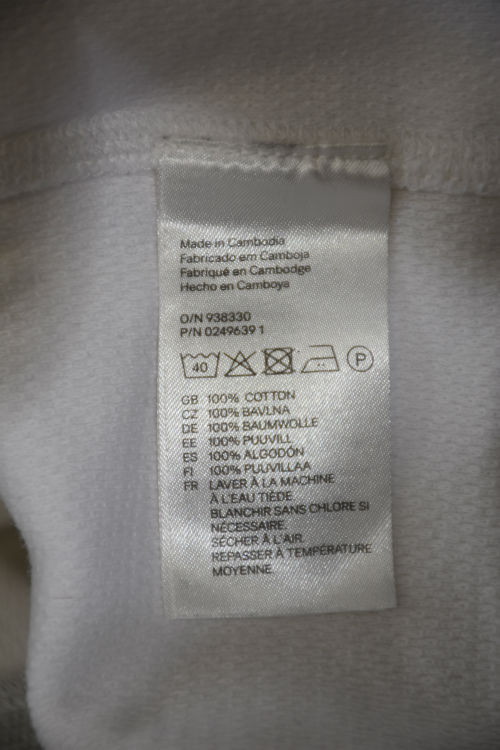 Made in Cambodia
Fabricado em Camboja
Fabriqué en Cambodge
Hecho en Camboya
O/N 938330
P/N 0249639 1
40 P
GB 100% COTTON
CZ 100% BAVLNA
DE 100% BAUMWOLLE
EE 100% PUUVILL
ES 100% ALGODÓN
FI 100% PUUVILLAA
FR LAVER À LA MACHINE
À L'EAU TIÈDE.
BLANCHIR SANS CHLORE SI
NÉCESSAIRE.
SÉCHER À L'AIR.
REPASSER À TEMPÉRATURE
MOYENNE.